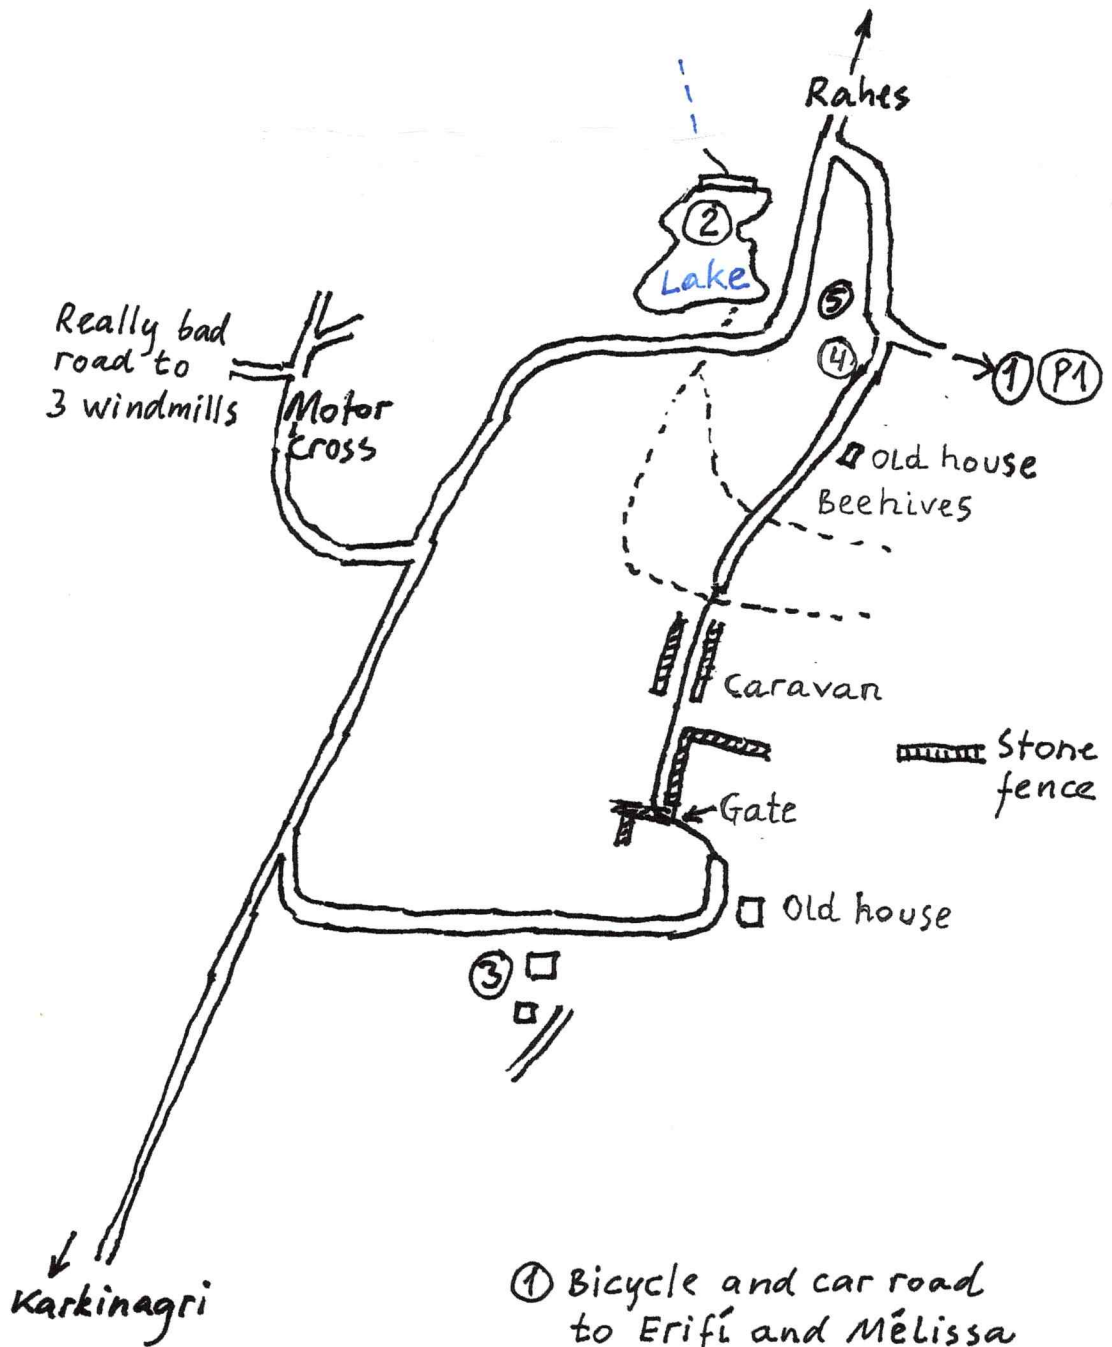 Rahes
2
Lake
Really bad
road to
3 windmills
Motor
cross
5
4
1 P1
Old house
Beehives
Caravan
Stone
fence
Gate
Old house
3
Karkinagri
1 Bicycle and car road
to Erifí and Mélissa